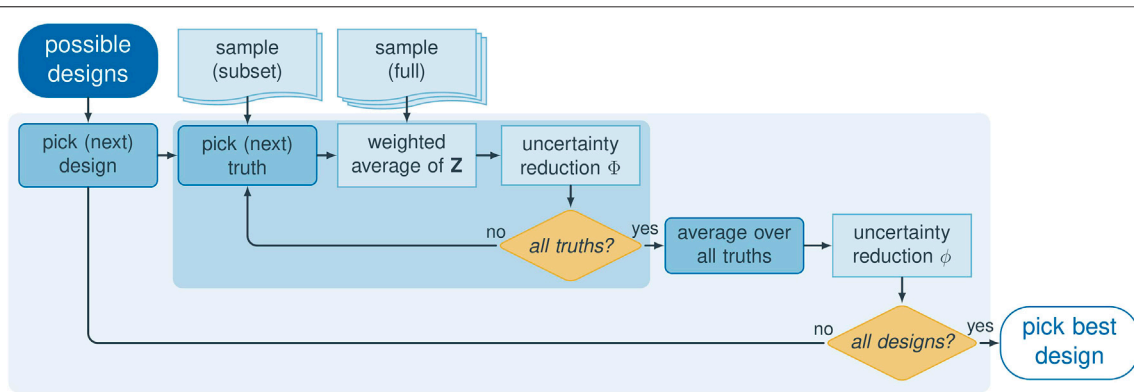 possible
designs
sample
(subset)
sample
(full)
pick (next)
design
pick (next)
truth
weighted
average of Z
uncertainty
reduction Φ
no
all truths?
yes
average over
all truths
uncertainty
reduction ϕ
no
all designs?
yes
pick best
design